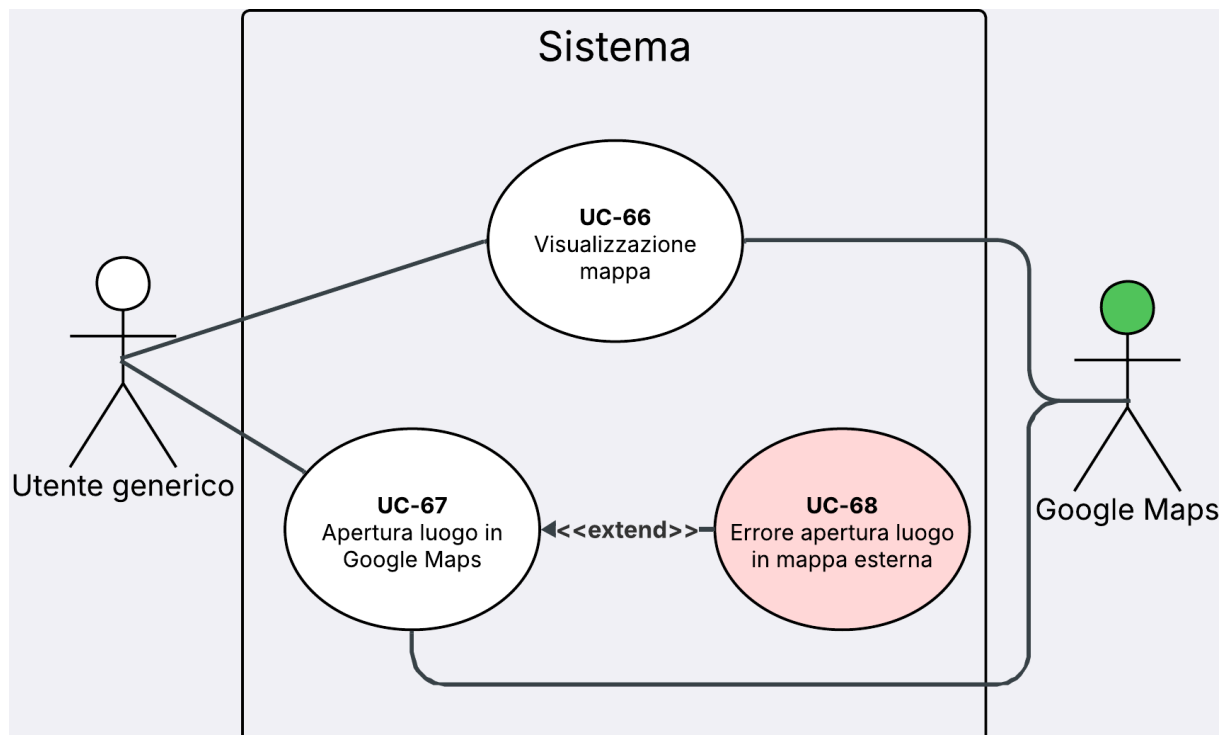 Sistema
UC-66
Visualizzazione
mappa
Utente generico
Google Maps
UC-67
Apertura luogo in
Google Maps
<<extend>>
UC-68
Errore apertura luogo
in mappa esterna